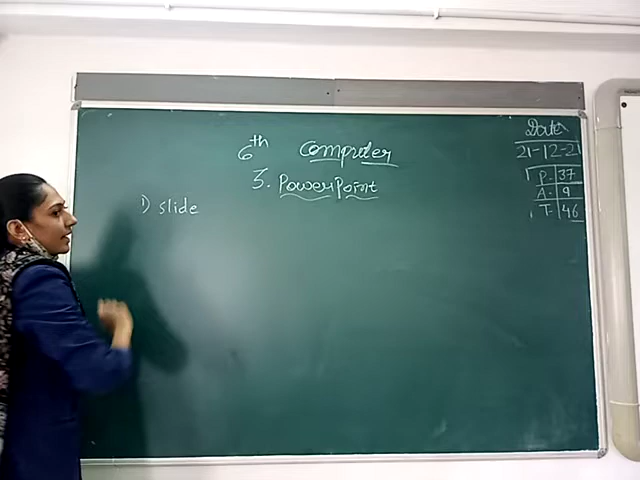 6th Computer
3. PowerPoint
1) slide
Date
21-12-21
P. 37
A. 9
T. 46